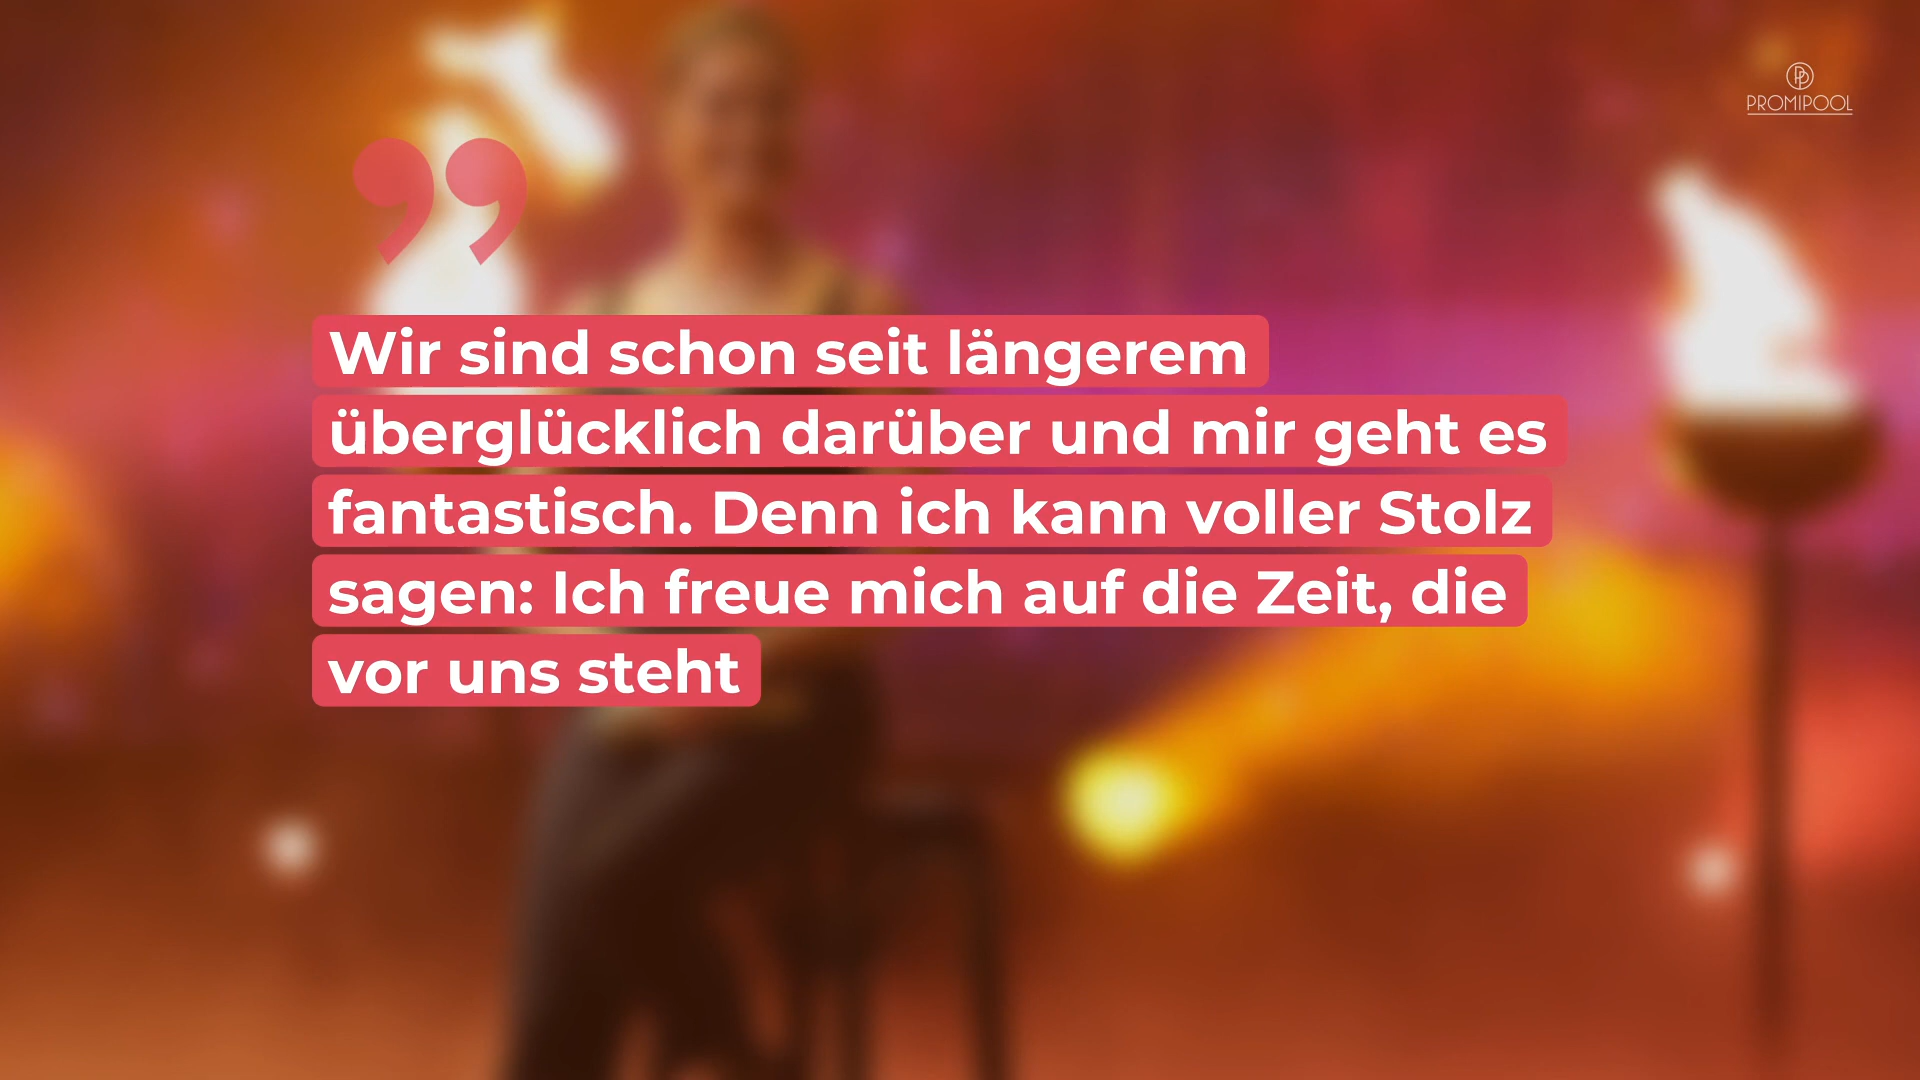 PROMIPOOL
Wir sind schon seit längerem
überglücklich darüber und mir geht es
fantastisch. Denn ich kann voller Stolz
sagen: Ich freue mich auf die Zeit, die
vor uns steht